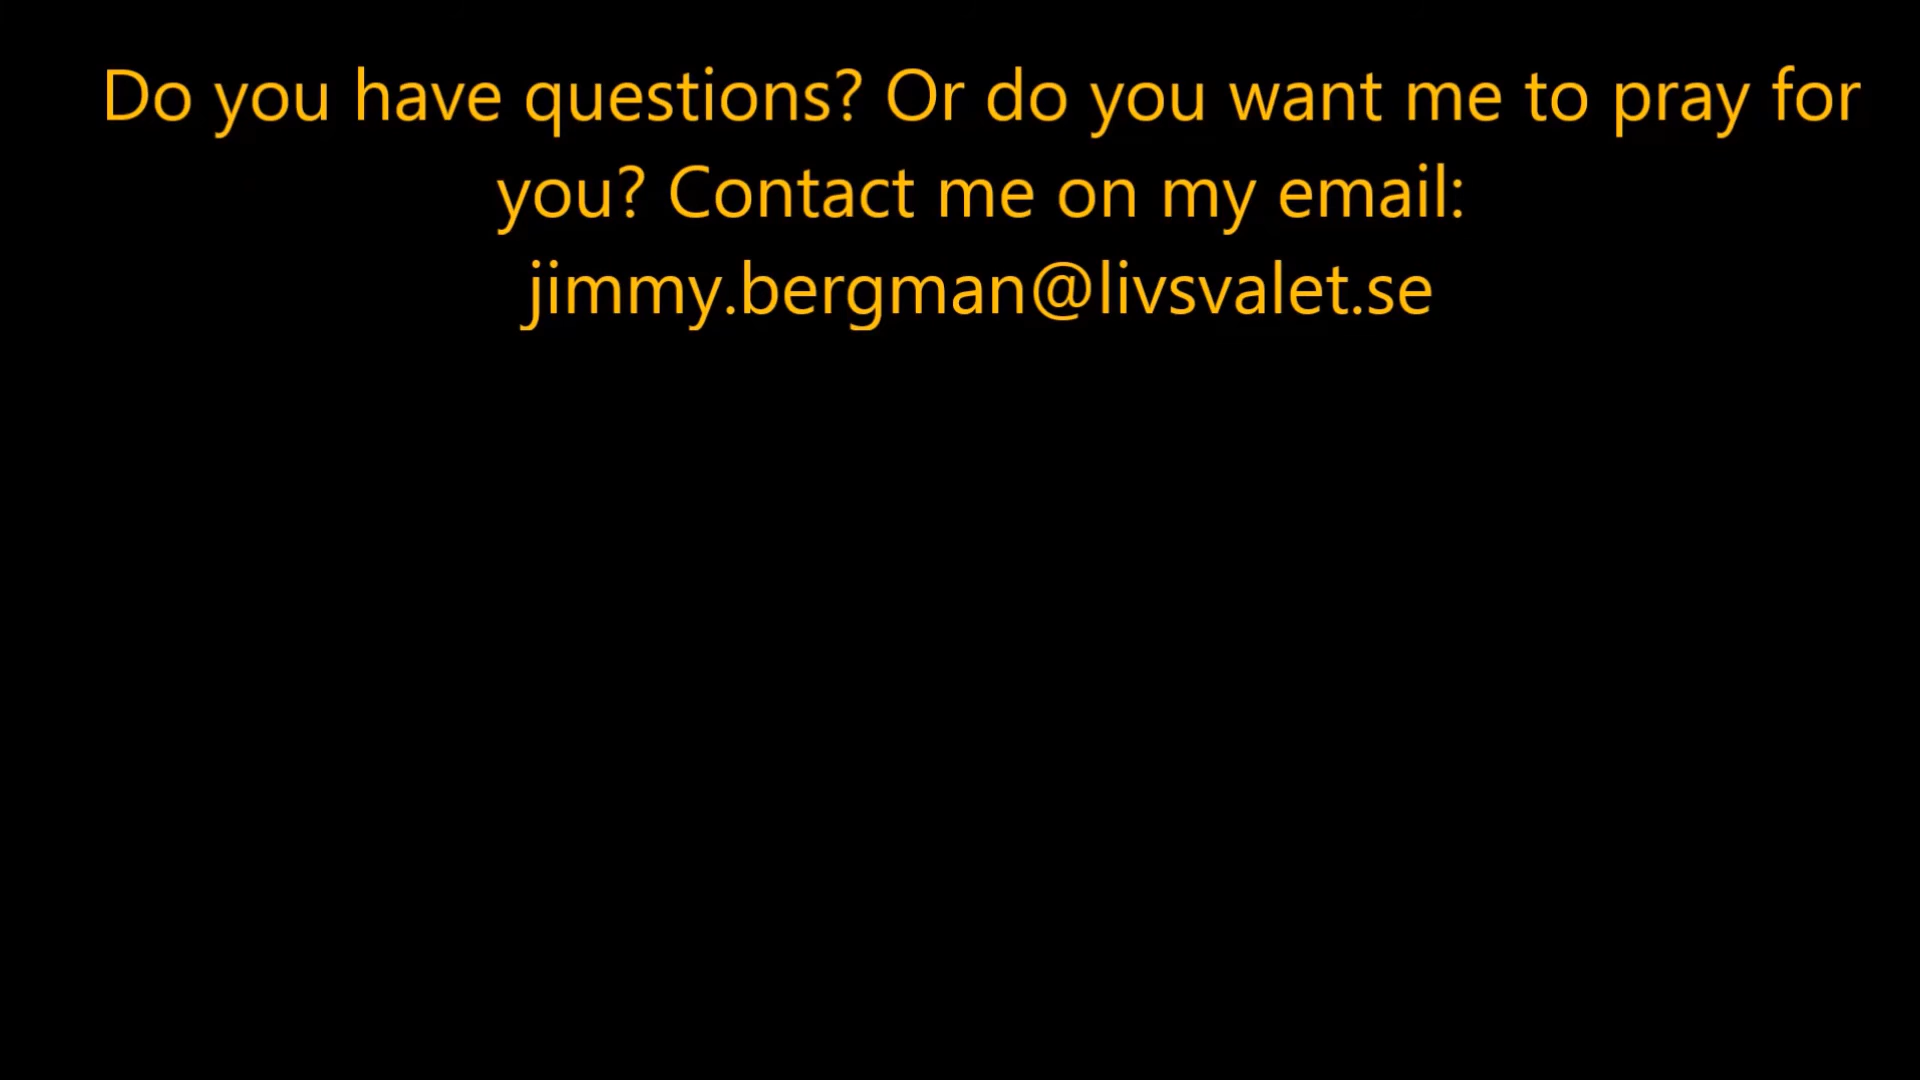 Do you have questions? Or do you want me to pray for
you? Contact me on my email:
jimmy.bergman@livsvalet.se